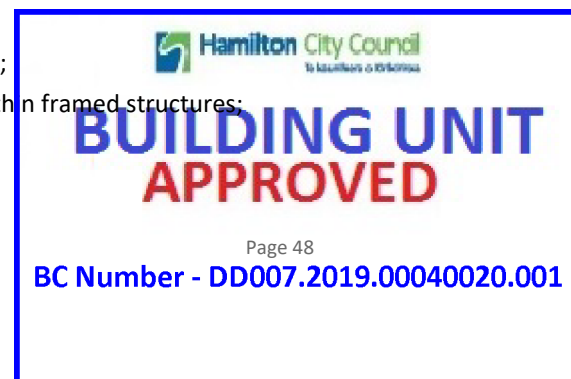 Hamilton City Council
;
n framed structures;
BUILDING UNIT
APPROVED
Page 48
BC Number - DD007.2019.00040020.001